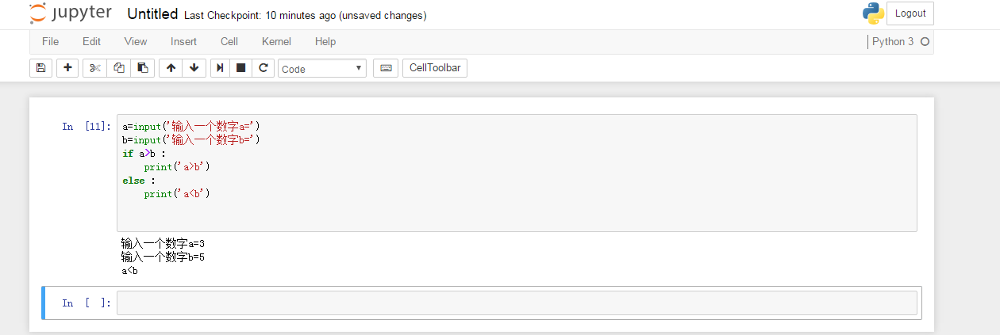 jupyter Untitled Last Checkpoint: 10 minutes ago (unsaved changes) Logout
File Edit View Insert Cell Kernel Help Python 3
Code CellToolbar
In [11]: a=input('输入一个数字a=')
b=input('输入一个数字b=')
if a>b :
    print('a>b')
else :
    print('a<b')
输入一个数字a=3
输入一个数字b=5
a<b
In [ ]: